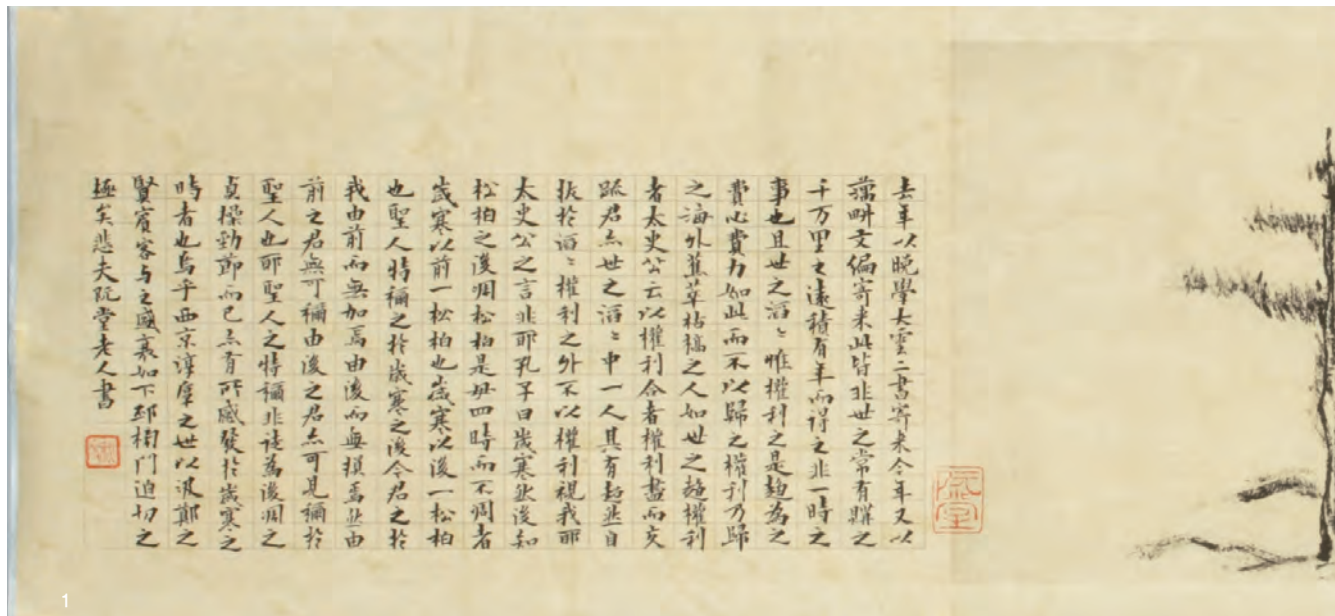 去年以晚學大雲二書寄來今年又以
藕畊文偏寄來此皆非世之常有購之
千万里之遠積有年而得之非一時之
事也且世之滔〻惟權利之是趨為之
費心費力如此而不以歸之權利乃歸
之海外蕉萃枯槁之人如世之趨權利
者太史公云以權利合者權利盡而交
踈君亦世之滔〻中一人其有超然自
拔於滔〻權利之外不以權利視我耶
太史公之言非耶孔子曰歲寒然後知
松柏之後凋松柏是毋四時而不凋者
歲寒以前一松柏也歲寒以後一松柏
也聖人特稱之於歲寒之後今君之於
我由前而無加焉由後而無損焉然由
前之君無可稱由後之君亦可見稱於
聖人也耶聖人之特稱非徒為後凋之
貞操勁節而已亦有所感發於歲寒之
時者也烏乎西京淳厚之世以汲鄭之
賢賓客与之盛衰如下邳榜門迫切之
極矣悲夫阮堂老人書
阮堂
1